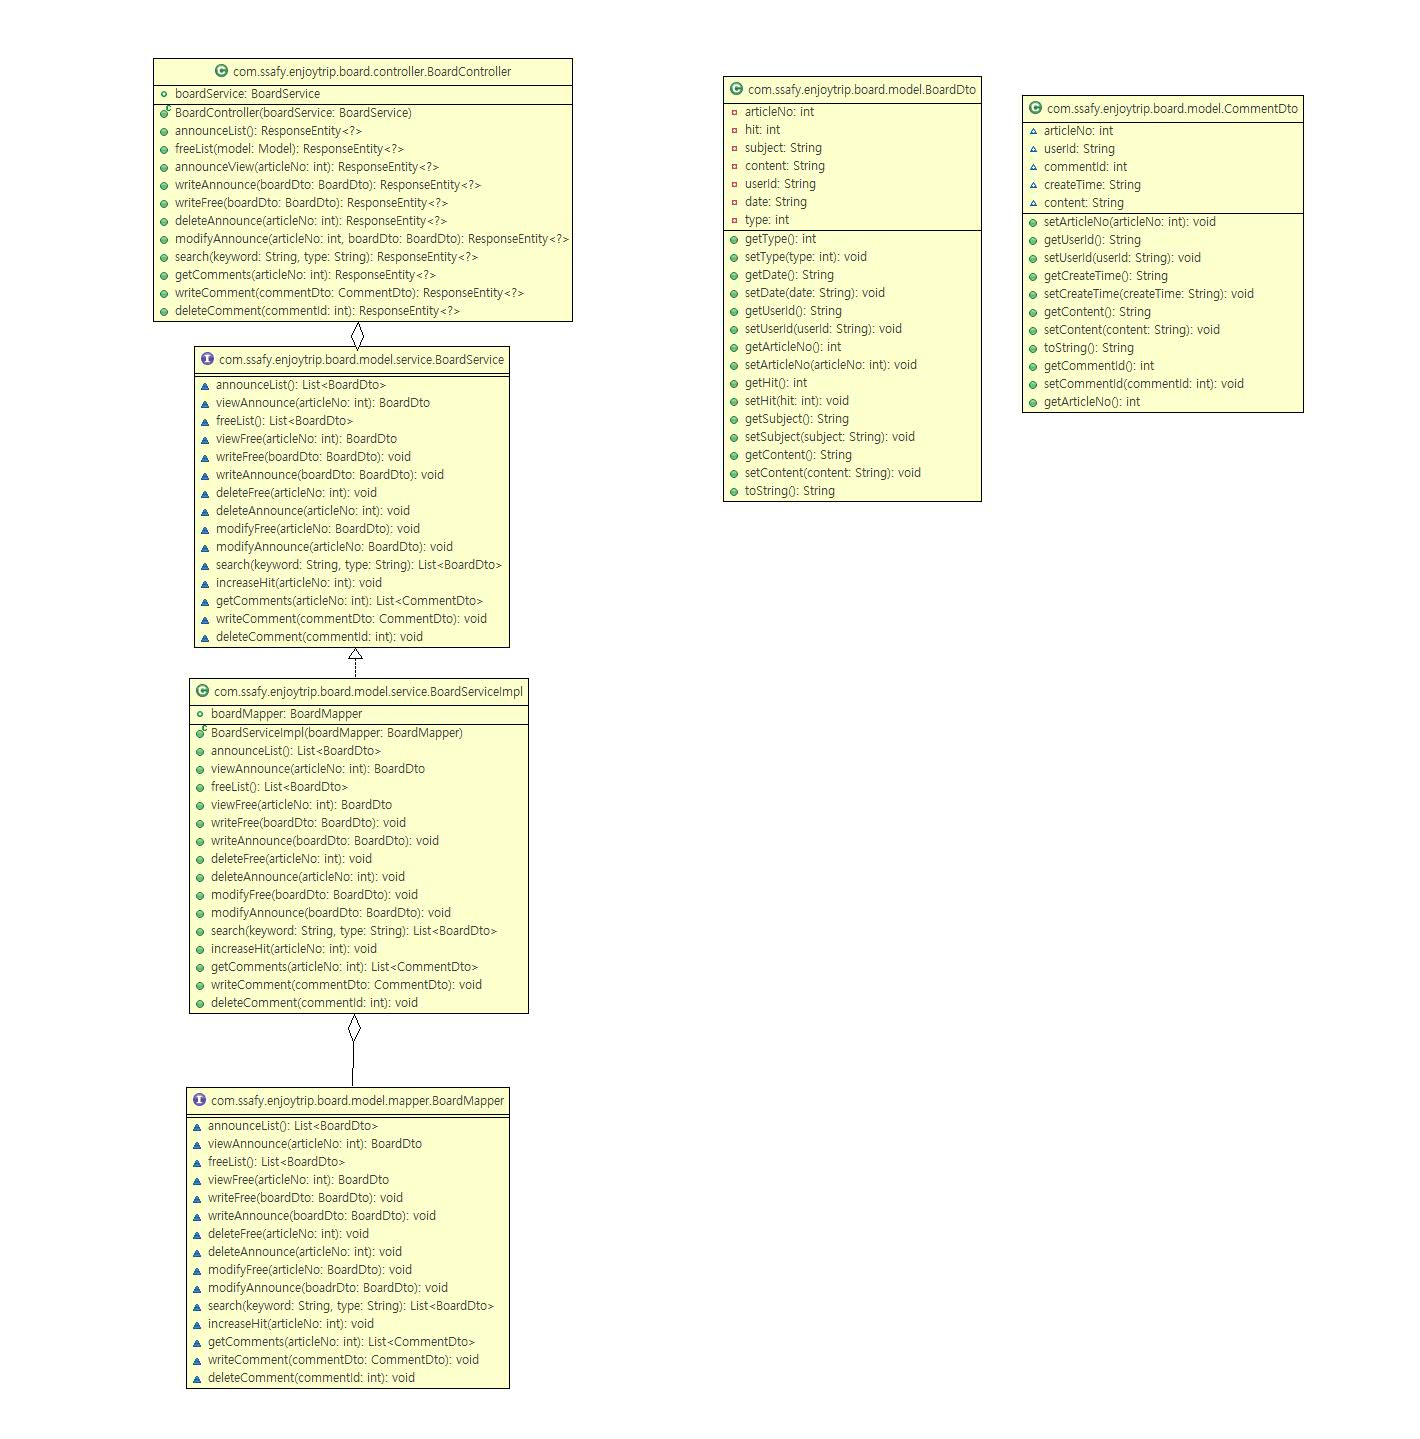 com.ssafy.enjoytrip.board.controller.BoardController
boardService: BoardService
BoardController(boardService: BoardService)
announceList(): ResponseEntity<?>
freeList(model: Model): ResponseEntity<?>
announceView(articleNo: int): ResponseEntity<?>
writeAnnounce(boardDto: BoardDto): ResponseEntity<?>
writeFree(boardDto: BoardDto): ResponseEntity<?>
deleteAnnounce(articleNo: int): ResponseEntity<?>
modifyAnnounce(articleNo: int, boardDto: BoardDto): ResponseEntity<?>
search(keyword: String, type: String): ResponseEntity<?>
getComments(articleNo: int): ResponseEntity<?>
writeComment(commentDto: CommentDto): ResponseEntity<?>
deleteComment(commentId: int): ResponseEntity<?>
com.ssafy.enjoytrip.board.model.service.BoardService
announceList(): List<BoardDto>
viewAnnounce(articleNo: int): BoardDto
freeList(): List<BoardDto>
viewFree(articleNo: int): BoardDto
writeFree(boardDto: BoardDto): void
writeAnnounce(boardDto: BoardDto): void
deleteFree(articleNo: int): void
deleteAnnounce(articleNo: int): void
modifyFree(articleNo: BoardDto): void
modifyAnnounce(articleNo: BoardDto): void
search(keyword: String, type: String): List<BoardDto>
increaseHit(articleNo: int): void
getComments(articleNo: int): List<CommentDto>
writeComment(commentDto: CommentDto): void
deleteComment(commentId: int): void
com.ssafy.enjoytrip.board.model.service.BoardServiceImpl
boardMapper: BoardMapper
BoardServiceImpl(boardMapper: BoardMapper)
announceList(): List<BoardDto>
viewAnnounce(articleNo: int): BoardDto
freeList(): List<BoardDto>
viewFree(articleNo: int): BoardDto
writeFree(boardDto: BoardDto): void
writeAnnounce(boardDto: BoardDto): void
deleteFree(articleNo: int): void
deleteAnnounce(articleNo: int): void
modifyFree(boardDto: BoardDto): void
modifyAnnounce(boardDto: BoardDto): void
search(keyword: String, type: String): List<BoardDto>
increaseHit(articleNo: int): void
getComments(articleNo: int): List<CommentDto>
writeComment(commentDto: CommentDto): void
deleteComment(commentId: int): void
com.ssafy.enjoytrip.board.model.mapper.BoardMapper
announceList(): List<BoardDto>
viewAnnounce(articleNo: int): BoardDto
freeList(): List<BoardDto>
viewFree(articleNo: int): BoardDto
writeFree(boardDto: BoardDto): void
writeAnnounce(boardDto: BoardDto): void
deleteFree(articleNo: int): void
deleteAnnounce(articleNo: int): void
modifyFree(articleNo: BoardDto): void
modifyAnnounce(boadrDto: BoardDto): void
search(keyword: String, type: String): List<BoardDto>
increaseHit(articleNo: int): void
getComments(articleNo: int): List<CommentDto>
writeComment(commentDto: CommentDto): void
deleteComment(commentId: int): void
com.ssafy.enjoytrip.board.model.BoardDto
articleNo: int
hit: int
subject: String
content: String
userId: String
date: String
type: int
getType(): int
setType(type: int): void
getDate(): String
setDate(date: String): void
getUserId(): String
setUserId(userId: String): void
getArticleNo(): int
setArticleNo(articleNo: int): void
getHit(): int
setHit(hit: int): void
getSubject(): String
setSubject(subject: String): void
getContent(): String
setContent(content: String): void
toString(): String
com.ssafy.enjoytrip.board.model.CommentDto
articleNo: int
userId: String
commentId: int
createTime: String
content: String
setArticleNo(articleNo: int): void
getUserId(): String
setUserId(userId: String): void
getCreateTime(): String
setCreateTime(createTime: String): void
getContent(): String
setContent(content: String): void
toString(): String
getCommentId(): int
setCommentId(commentId: int): void
getArticleNo(): int